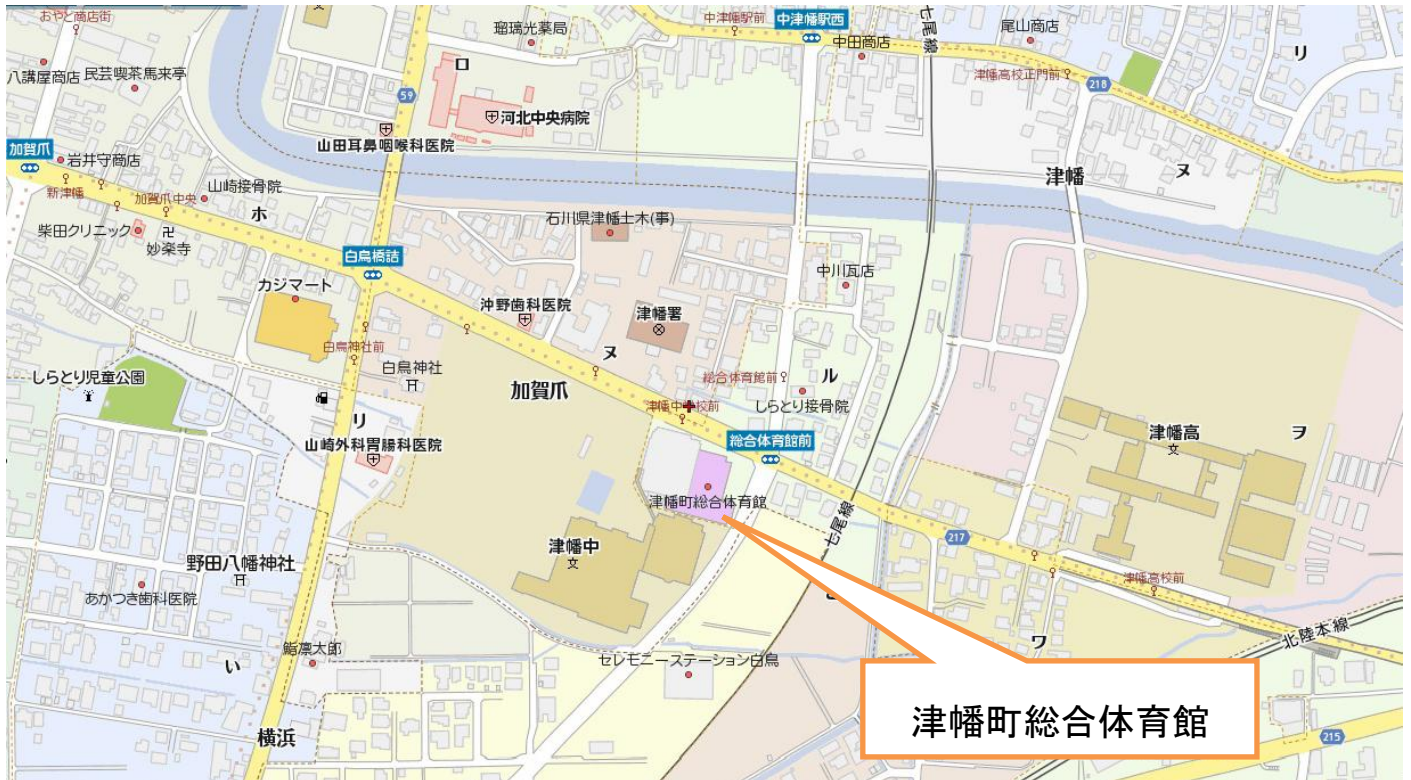 おやど商店街
瑠璃光薬局
中津幡駅前
中津幡駅西
中田商店
七尾線
尾山商店
リ
八講屋商店
民芸喫茶馬来亭
ロ
59
河北中央病院
津幡高校正門前
218
山田耳鼻咽喉科医院
加賀爪
岩井守商店
新津幡
加賀爪中央
山崎接骨院
ホ
津幡
ヌ
柴田クリニック
妙楽寺
石川県津幡土木(事)
白鳥橋詰
カジマート
沖野歯科医院
津幡署
中川瓦店
白鳥神社前
白鳥神社
ヌ
総合体育館前
ル
しらとり児童公園
加賀爪
津幡中学校前
しらとり接骨院
リ
山崎外科胃腸科医院
総合体育館前
津幡高
ヲ
文
津幡町総合体育館
七尾線
217
津幡中
文
野田八幡神社
あかつき歯科医院
津幡高校前
北陸本線
鮨凛太郎
い
セレモニーステーション白鳥
ワ
横浜
津幡町総合体育館
215